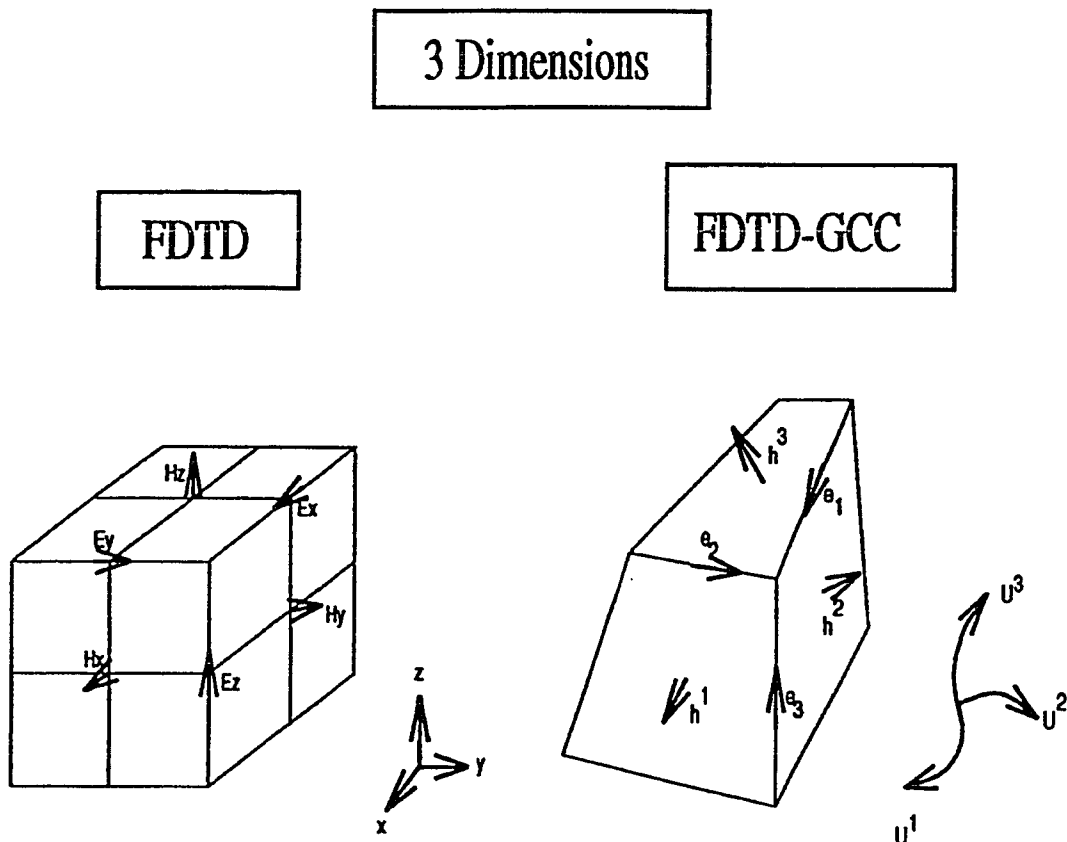 3 Dimensions
FDTD
FDTD-GCC
Hz
Ex
Ey
Hy
Hx
Ez
z
y
x
h³
e₁
e₂
h²
h¹
e₃
U³
U²
U¹